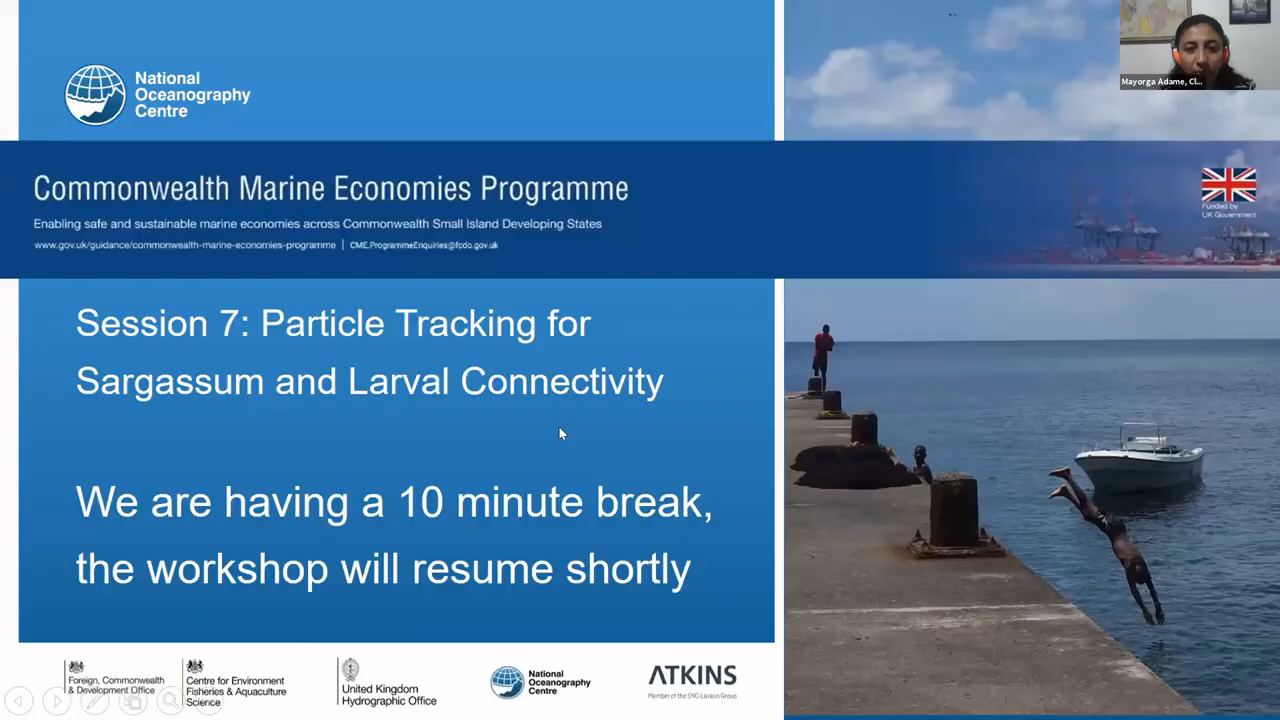 National
Oceanography
Centre
Mayorga Adame, Cl...
Commonwealth Marine Economies Programme
Enabling safe and sustainable marine economies across Commonwealth Small Island Developing States
www.gov.uk/guidance/commonwealth-marine-economies-programme | CME.ProgrammeEnquiries@fcdo.gov.uk
Funded by
UK Government
Session 7: Particle Tracking for
Sargassum and Larval Connectivity
We are having a 10 minute break,
the workshop will resume shortly
Foreign, Commonwealth
& Development Office
Centre for Environment
Fisheries & Aquaculture
Science
United Kingdom
Hydrographic Office
National
Oceanography
Centre
ATKINS
Member of the SNC-Lavalin Group